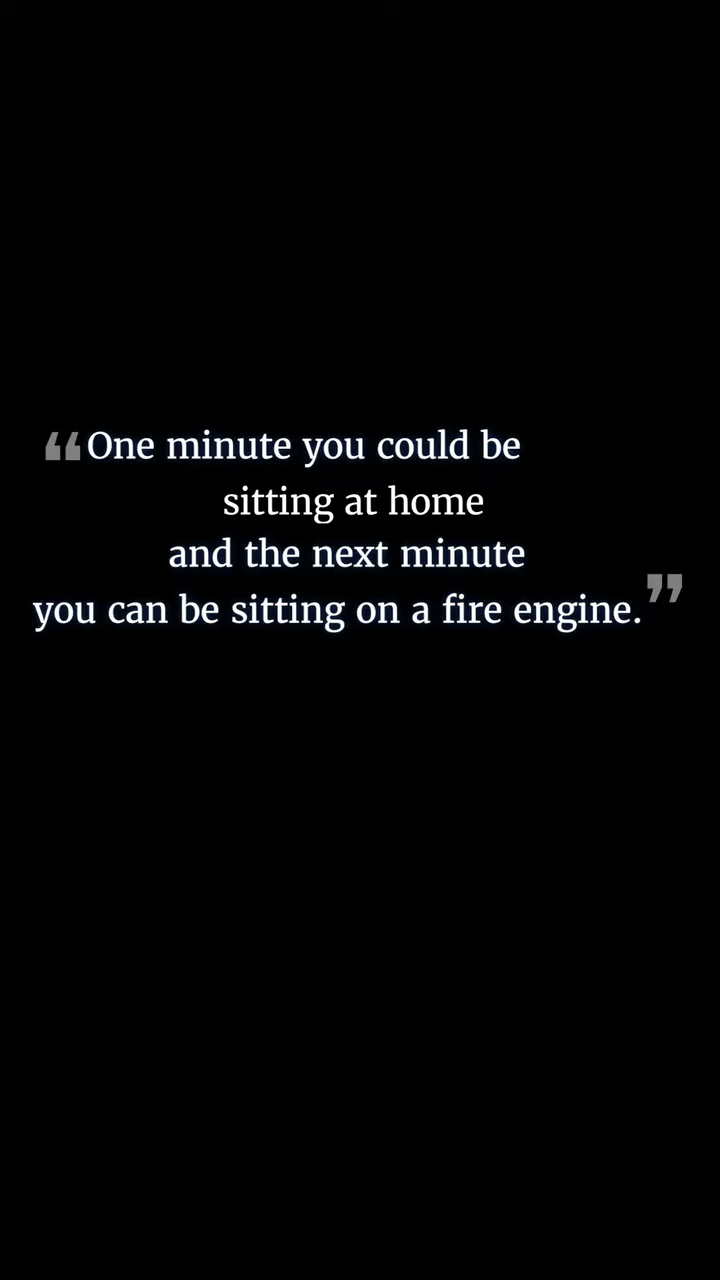 ❝One minute you could be
sitting at home
and the next minute
you can be sitting on a fire engine.❞